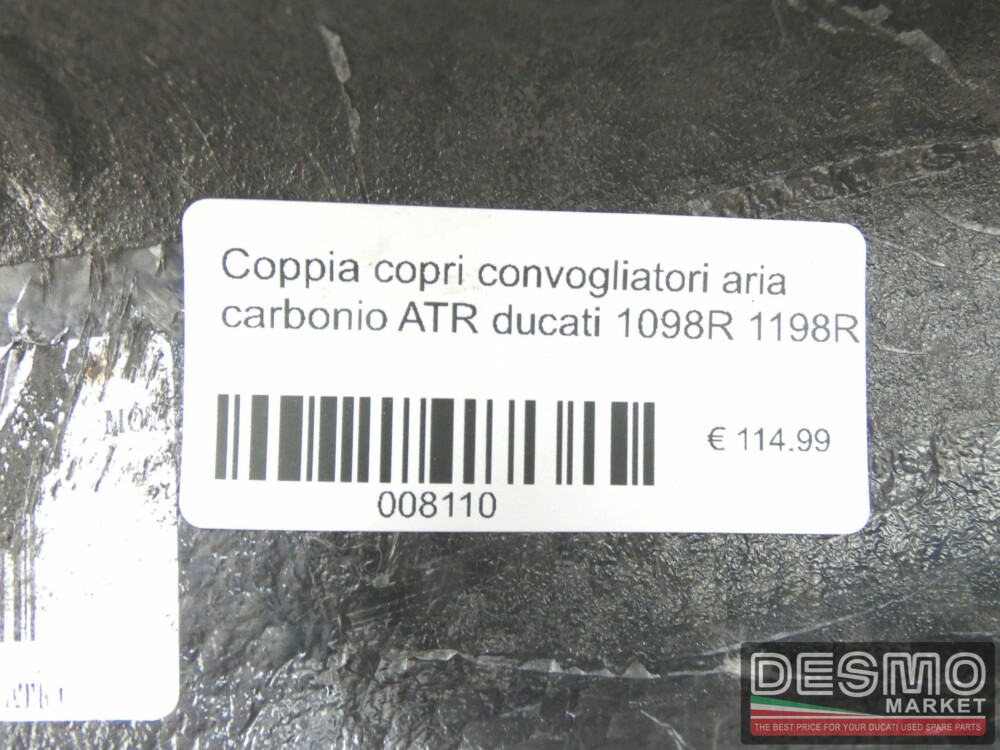 Coppia copri convogliatori aria
carbonio ATR ducati 1098R 1198R
€ 114.99
008110
DESMO
MARKET
THE BEST PRICE FOR YOUR DUCATI USED SPARE PARTS